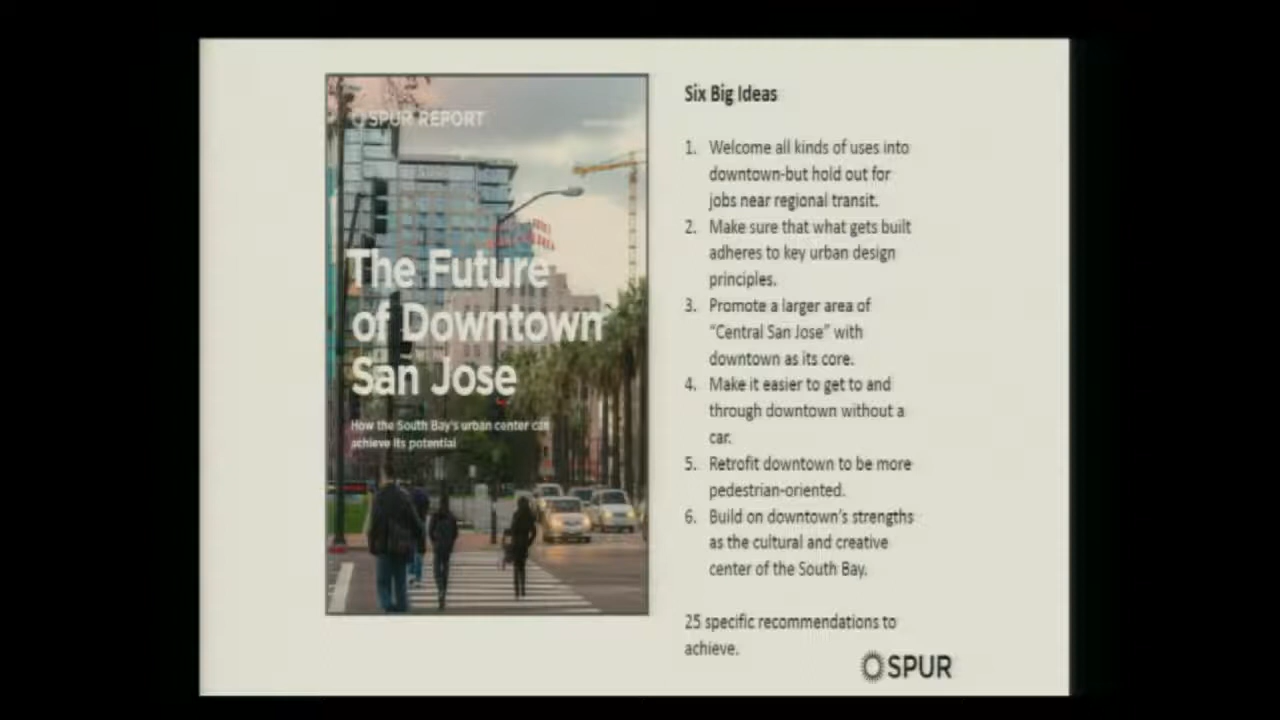 SPUR REPORT
The Future
of Downtown
San Jose
How the South Bay's urban center can
achieve its potential
Six Big Ideas
1. Welcome all kinds of uses into
downtown-but hold out for
jobs near regional transit.
2. Make sure that what gets built
adheres to key urban design
principles.
3. Promote a larger area of
“Central San Jose” with
downtown as its core.
4. Make it easier to get to and
through downtown without a
car.
5. Retrofit downtown to be more
pedestrian-oriented.
6. Build on downtown’s strengths
as the cultural and creative
center of the South Bay.
25 specific recommendations to
achieve.
SPUR